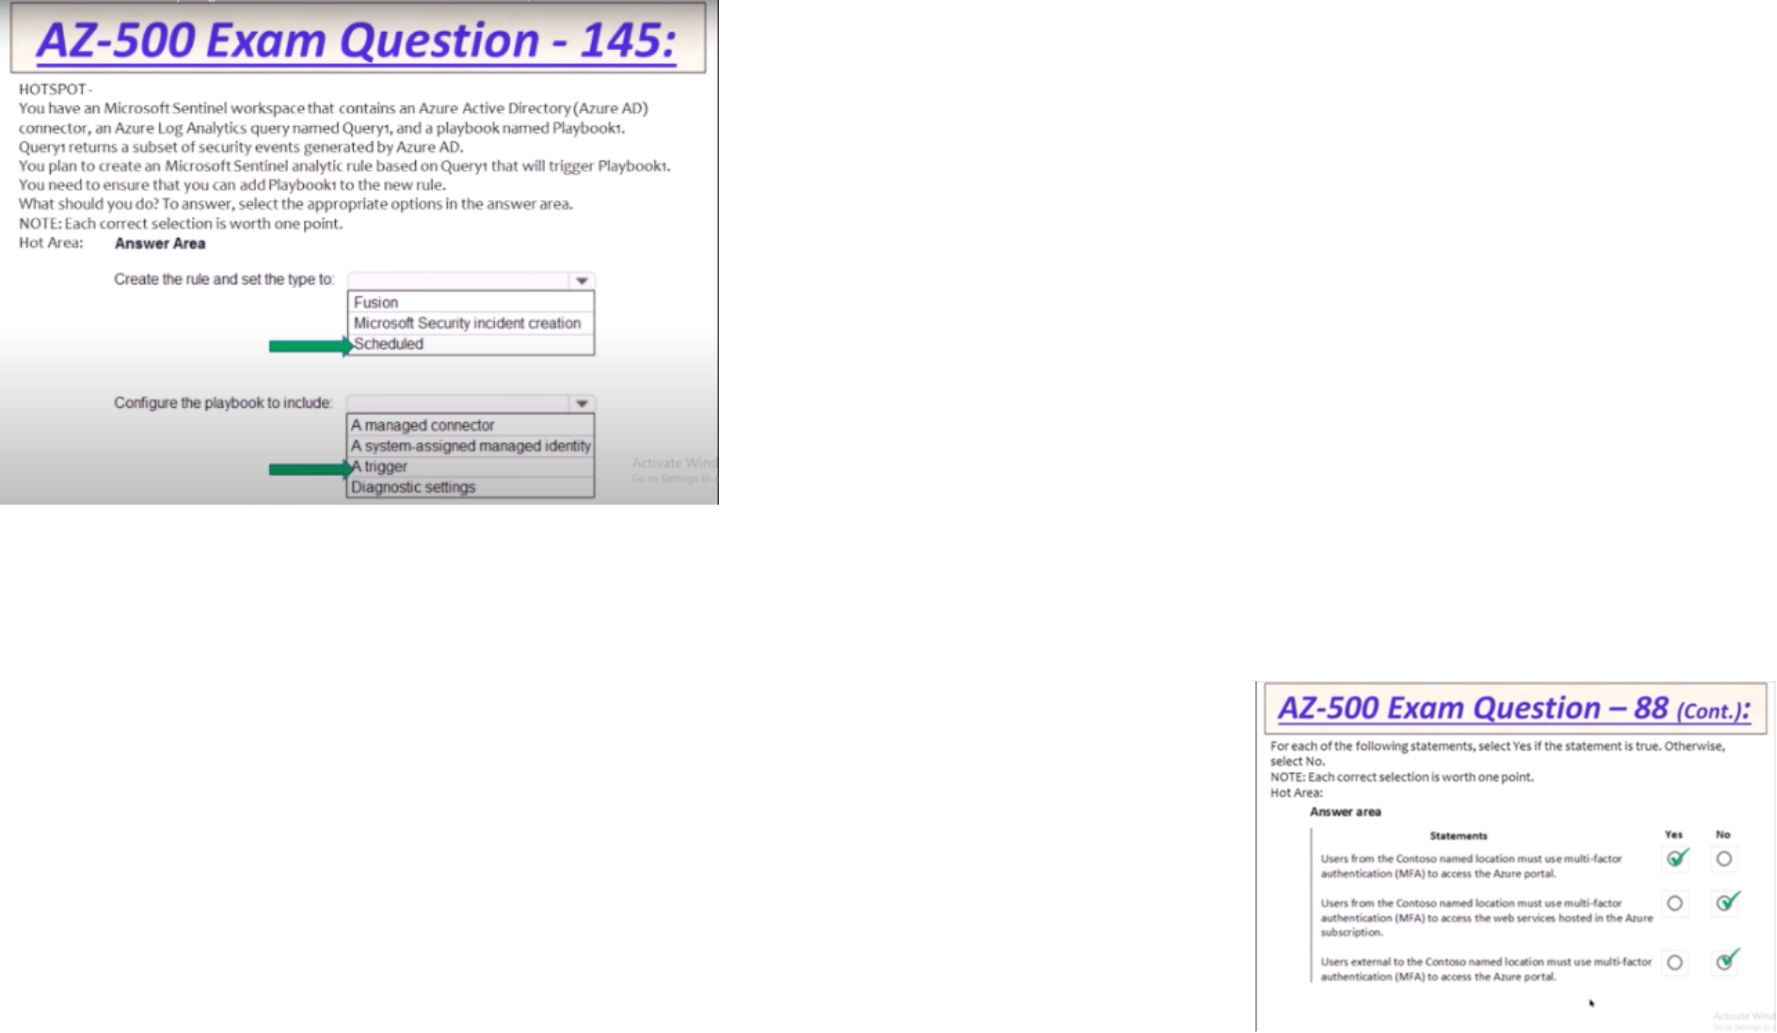 AZ-500 Exam Question - 145:
HOTSPOT -
You have an Microsoft Sentinel workspace that contains an Azure Active Directory (Azure AD)
connector, an Azure Log Analytics query named Query1, and a playbook named Playbook1.
Query1 returns a subset of security events generated by Azure AD.
You plan to create an Microsoft Sentinel analytic rule based on Query1 that will trigger Playbook1.
You need to ensure that you can add Playbook1 to the new rule.
What should you do? To answer, select the appropriate options in the answer area.
NOTE: Each correct selection is worth one point.
Hot Area: Answer Area
Create the rule and set the type to:
Fusion
Microsoft Security incident creation
Scheduled
Configure the playbook to include:
A managed connector
A system-assigned managed identity
A trigger
Diagnostic settings
Activate Wind
Go to Settings to
AZ-500 Exam Question – 88 (Cont.):
For each of the following statements, select Yes if the statement is true. Otherwise,
select No.
NOTE: Each correct selection is worth one point.
Hot Area:
Answer area
Statements Yes No
Users from the Contoso named location must use multi-factor
authentication (MFA) to access the Azure portal.
Users from the Contoso named location must use multi-factor
authentication (MFA) to access the web services hosted in the Azure
subscription.
Users external to the Contoso named location must use multi-factor
authentication (MFA) to access the Azure portal.
Activate Wind
Go to Settings to